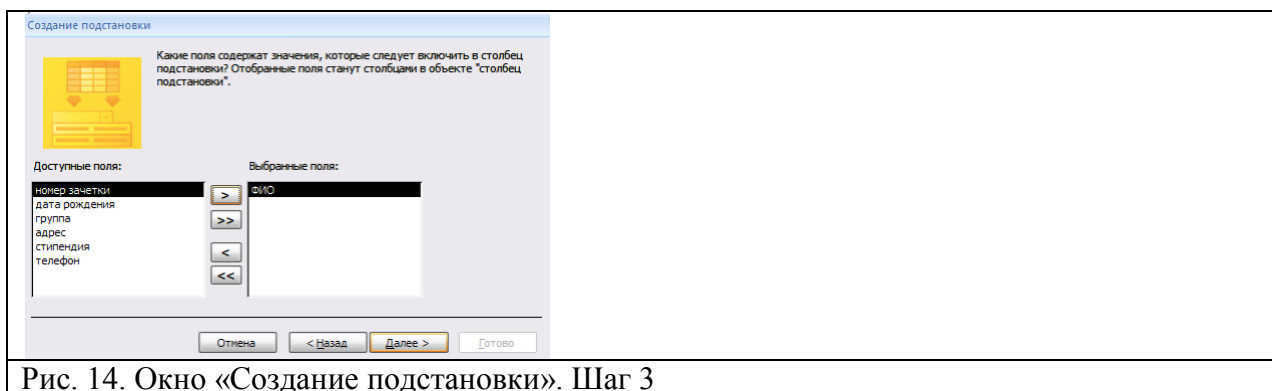 Создание подстановки
Какие поля содержат значения, которые следует включить в столбец
подстановки? Отобранные поля станут столбцами в объекте "столбец
подстановки".
Доступные поля:
Выбранные поля:
номер зачетки
дата рождения
группа
адрес
стипендия
телефон
>
>>
<
<<
ФИО
Отмена
< Назад
Далее >
Готово
Рис. 14. Окно «Создание подстановки». Шаг 3